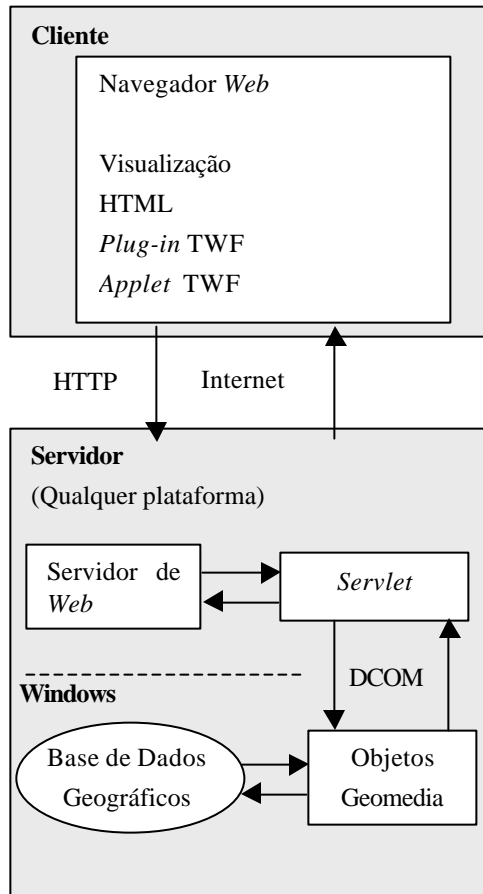 Cliente
Navegador Web
Visualização
HTML
Plug-in TWF
Applet TWF
HTTP
Internet
Servidor
(Qualquer plataforma)
Servidor de
Web
Servlet
DCOM
Windows
Base de Dados
Geográficos
Objetos
Geomedia